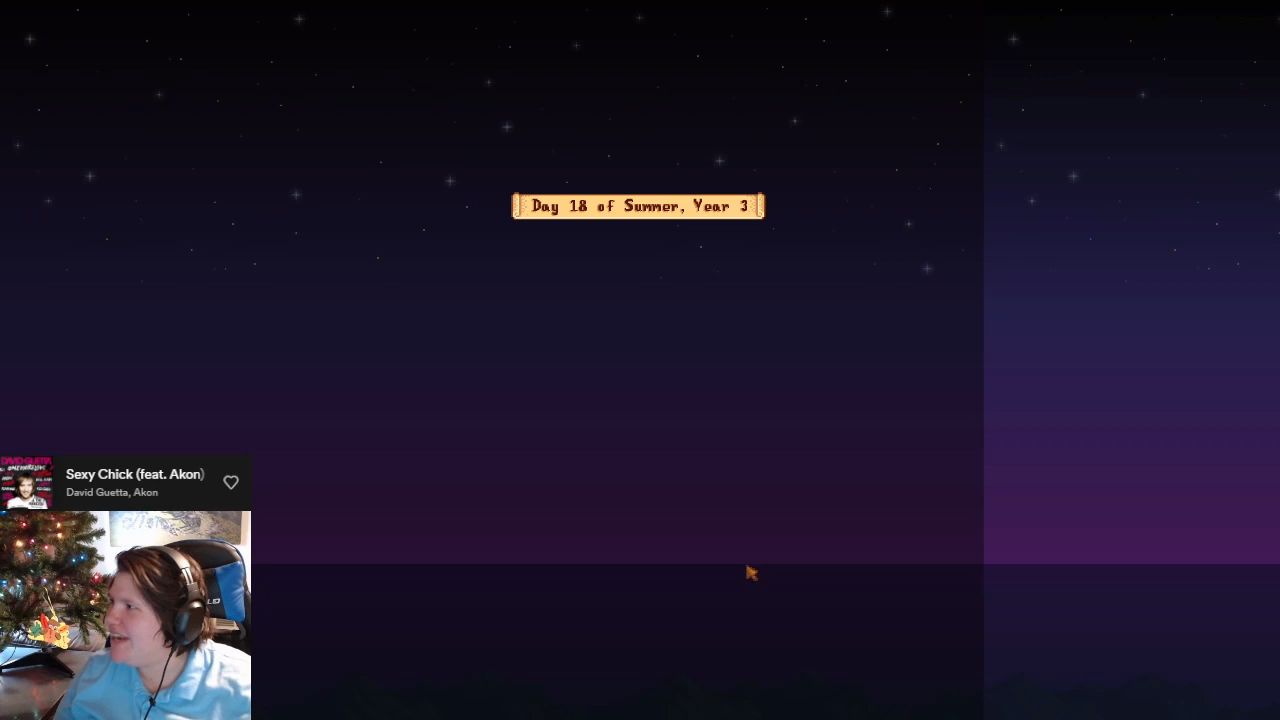 Day 18 of Summer, Year 3
Sexy Chick (feat. Akon)
David Guetta, Akon